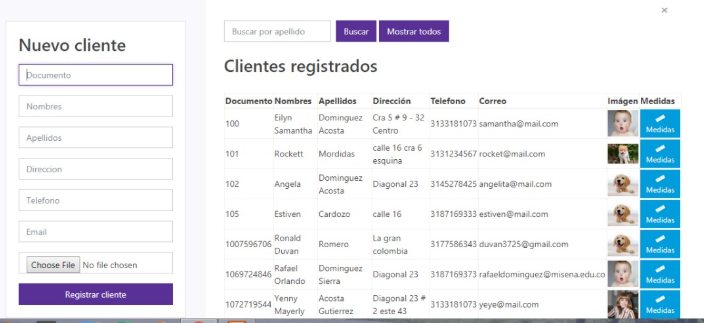 Nuevo cliente
Documento
Nombres
Apellidos
Direccion
Telefono
Email
Choose File No file chosen
Registrar cliente
×
Buscar por apellido Buscar Mostrar todos
Clientes registrados
Documento Nombres Apellidos Dirección Telefono Correo Imágen Medidas
100 Eilyn Samantha Dominguez Acosta Cra 5 # 9 - 32 Centro 3133181073 samantha@mail.com Medidas
101 Rockett Mordidas calle 16 cra 6 esquina 3131234567 rocket@mail.com Medidas
102 Angela Dominguez Acosta Diagonal 23 3145278425 angelita@mail.com Medidas
105 Estiven Cardozo calle 16 3187169333 estiven@mail.com Medidas
1007596706 Ronald Duvan Romero La gran colombia 3177586343 duvan3725@gmail.com Medidas
1069724846 Rafael Orlando Dominguez Sierra Diagonal 23 3187169373 rafaeldominguez@misena.edu.co Medidas
1072719544 Yenny Mayerly Acosta Gutierrez Diagonal 23 # 2 este 43 3133181073 yeye@mail.com Medidas